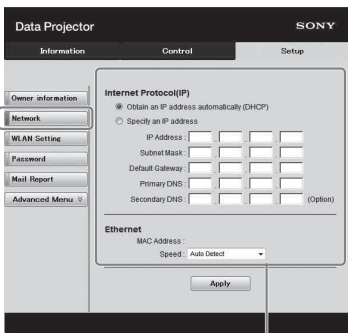 Data Projector
SONY
Information
Control
Setup
Owner information
Network
WLAN Setting
Password
Mail Report
Advanced Menu
Internet Protocol(IP)
Obtain an IP address automatically (DHCP)
Specify an IP address
IP Address :
Subnet Mask :
Default Gateway :
Primary DNS :
Secondary DNS : (Option)
Ethernet
MAC Address :
Speed : Auto Detect
Apply